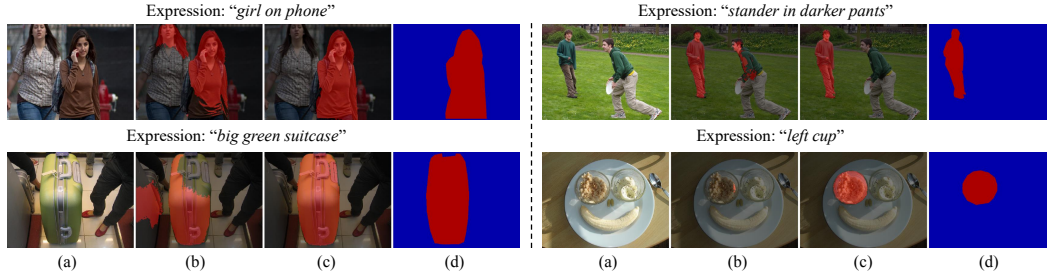 Expression: “girl on phone”
Expression: “stander in darker pants”
Expression: “big green suitcase”
Expression: “left cup”
(a) (b) (c) (d) (a) (b) (c) (d)